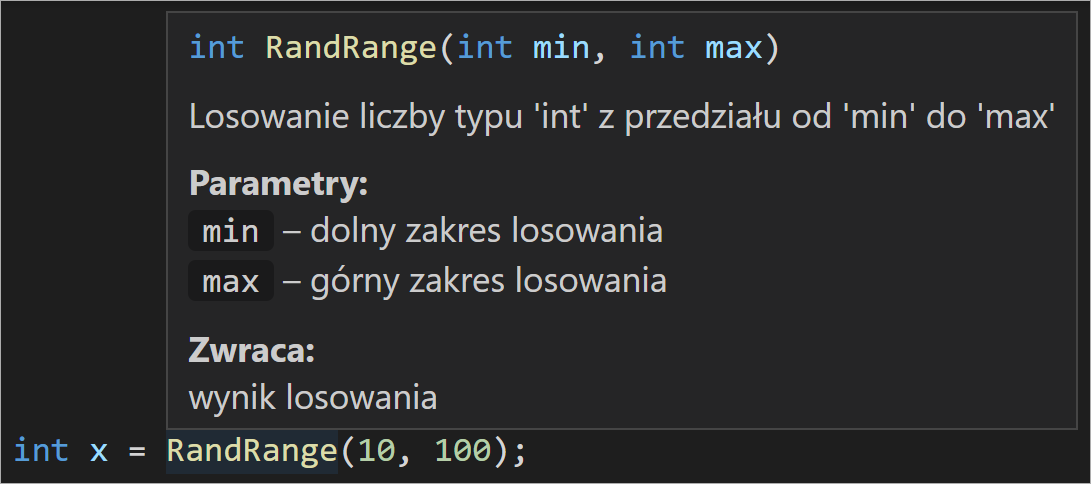 int RandRange(int min, int max)
Losowanie liczby typu 'int' z przedziału od 'min' do 'max'
Parametry:
min – dolny zakres losowania
max – górny zakres losowania
Zwraca:
wynik losowania
int x = RandRange(10, 100);